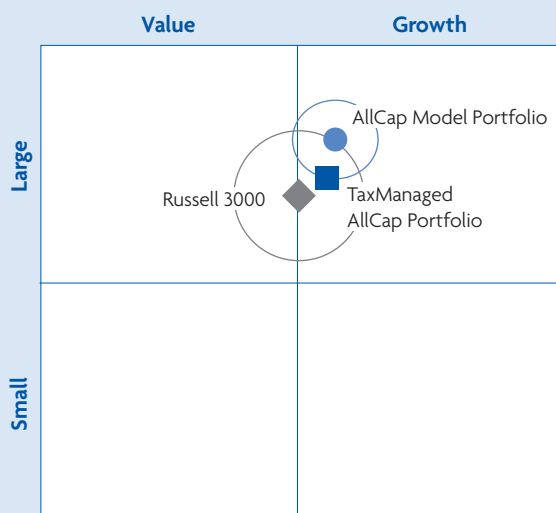 Value
Growth
Large
AllCap Model Portfolio
Russell 3000
TaxManaged
AllCap Portfolio
Small